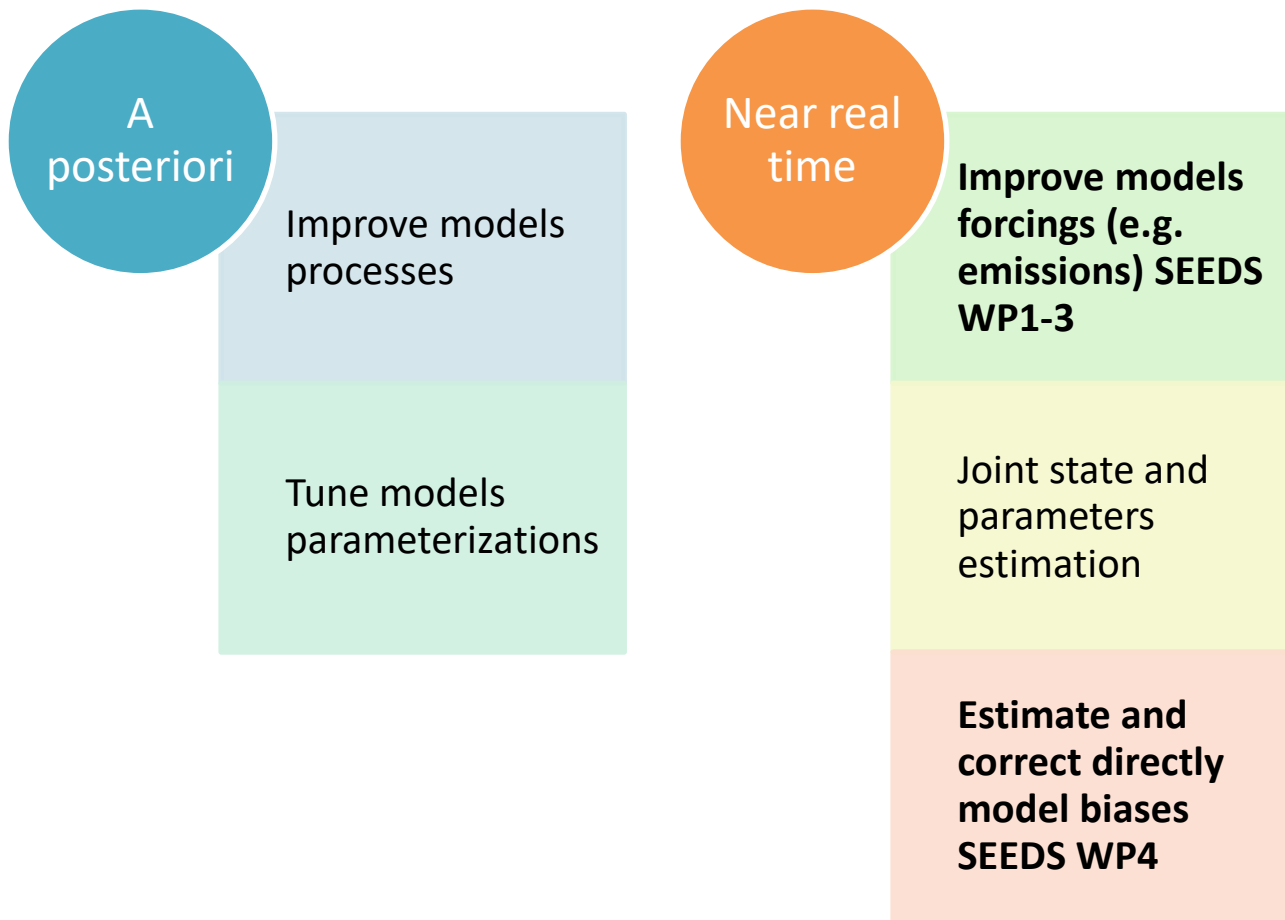 A
posteriori
Improve models
processes
Tune models
parameterizations
Near real
time
Improve models
forcings (e.g.
emissions) SEEDS
WP1-3
Joint state and
parameters
estimation
Estimate and
correct directly
model biases
SEEDS WP4